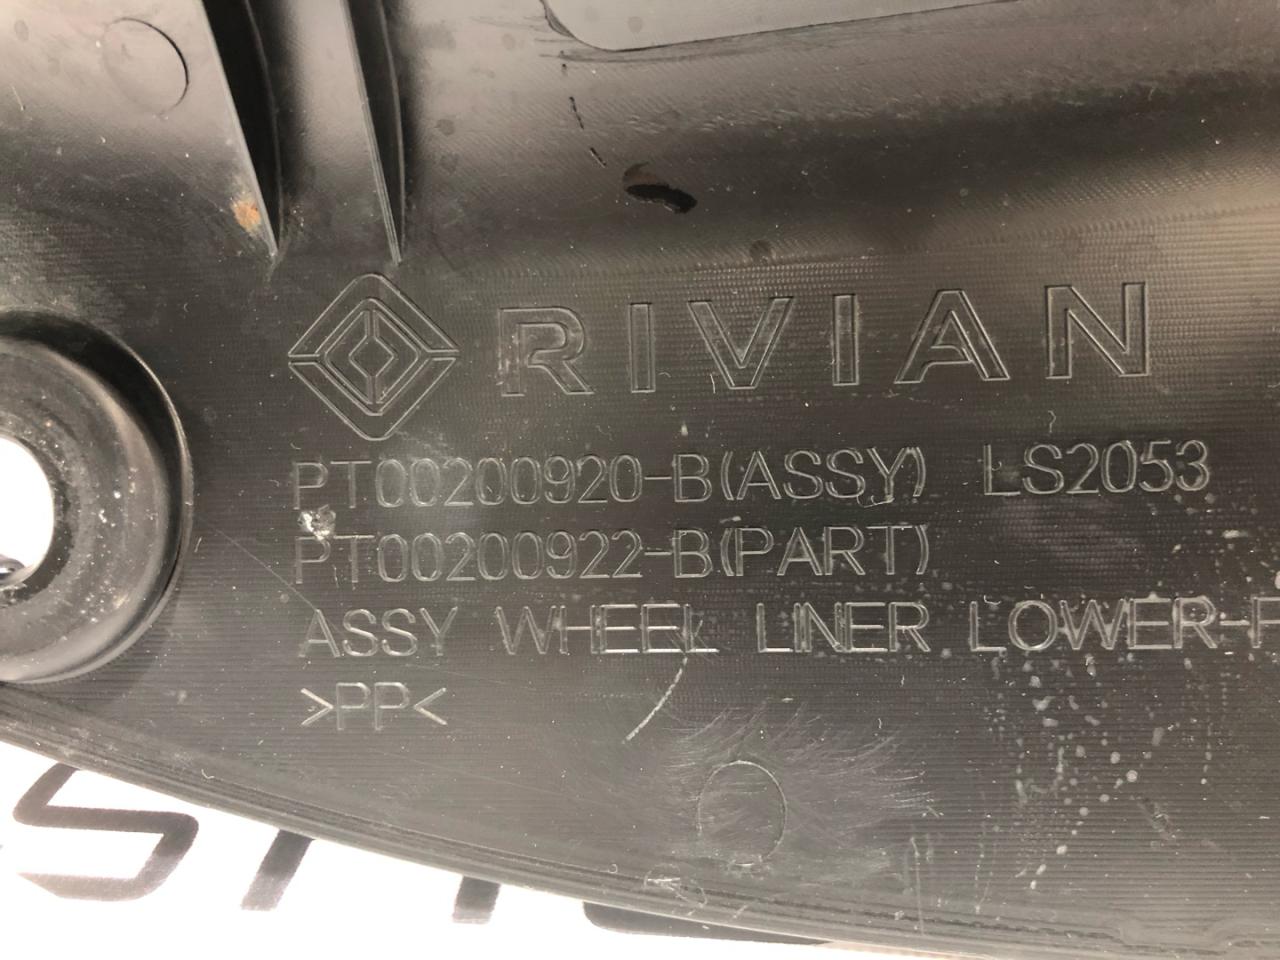 RIVIAN
PT00200920-B(ASSY) LS2053
PT00200922-B(PART)
ASSY WHEEL LINER LOWER-F
>PP<